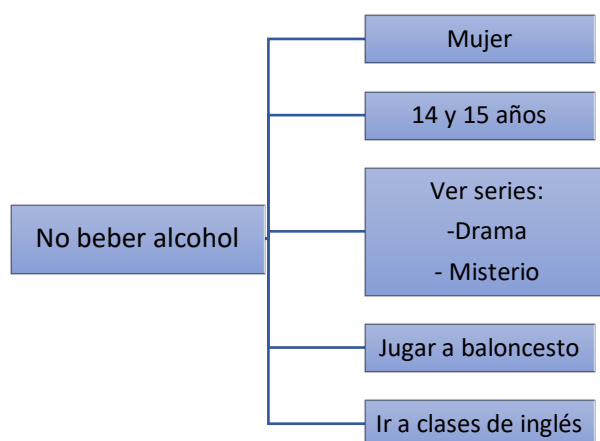 No beber alcohol
Mujer
14 y 15 años
Ver series:
-Drama
- Misterio
Jugar a baloncesto
Ir a clases de inglés